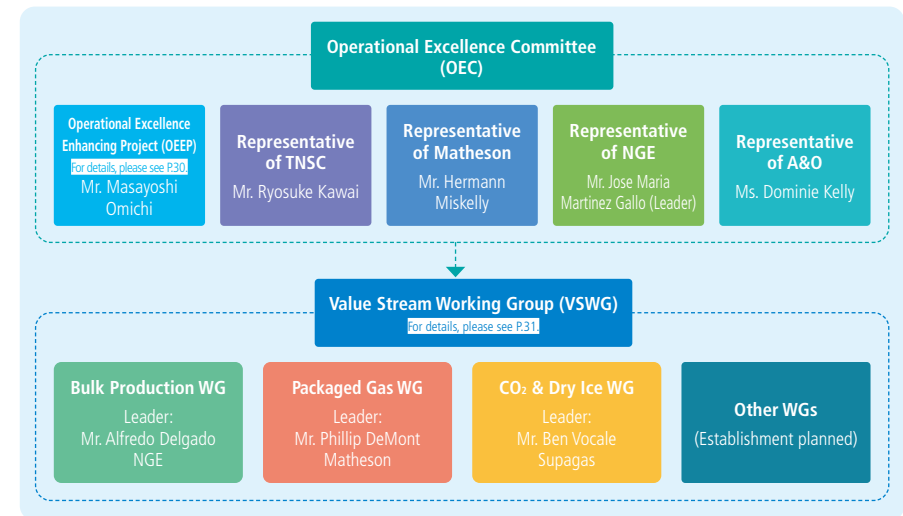 Operational Excellence Committee
(OEC)
Operational Excellence
Enhancing Project (OEEP)
For details, please see P.30.
Mr. Masayoshi
Omichi
Representative
of TNSC
Mr. Ryosuke Kawai
Representative
of Matheson
Mr. Hermann
Miskelly
Representative
of NGE
Mr. Jose Maria
Martinez Gallo (Leader)
Representative
of A&O
Ms. Dominie Kelly
Value Stream Working Group (VSWG)
For details, please see P.31.
Bulk Production WG
Leader:
Mr. Alfredo Delgado
NGE
Packaged Gas WG
Leader:
Mr. Phillip DeMont
Matheson
CO₂ & Dry Ice WG
Leader:
Mr. Ben Vocale
Supagas
Other WGs
(Establishment planned)